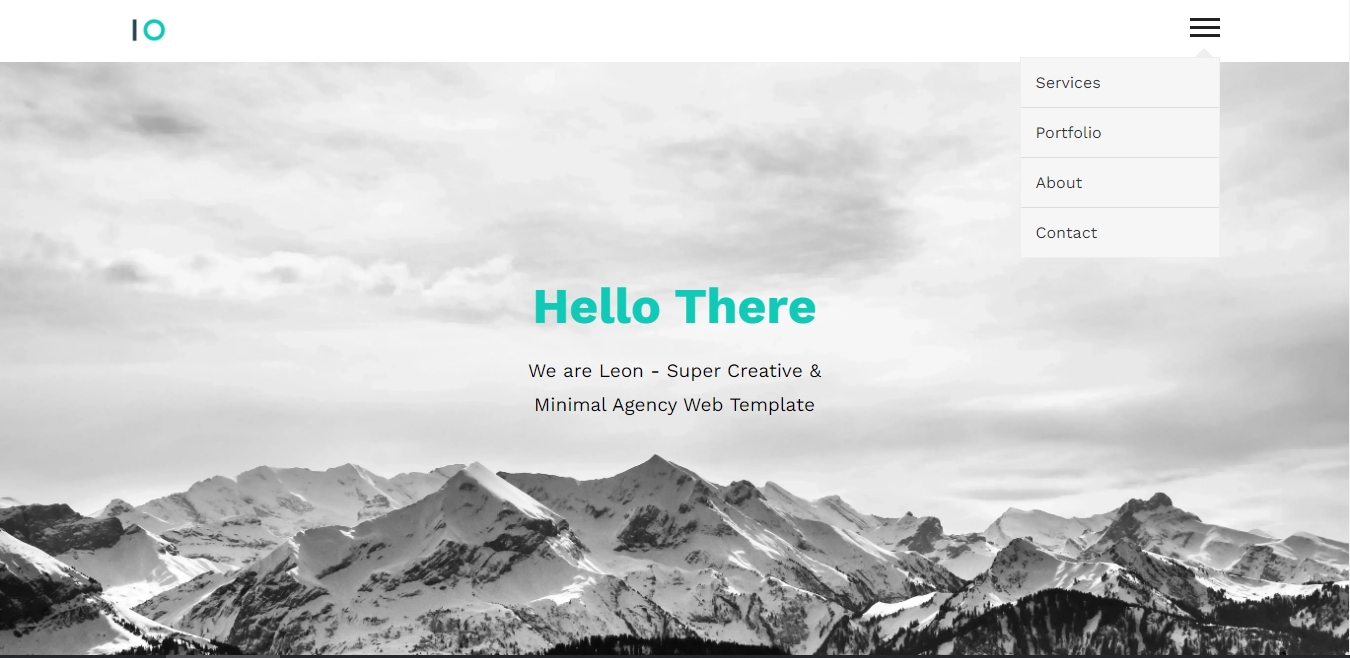 IO
Services
Portfolio
About
Contact
Hello There
We are Leon - Super Creative &
Minimal Agency Web Template